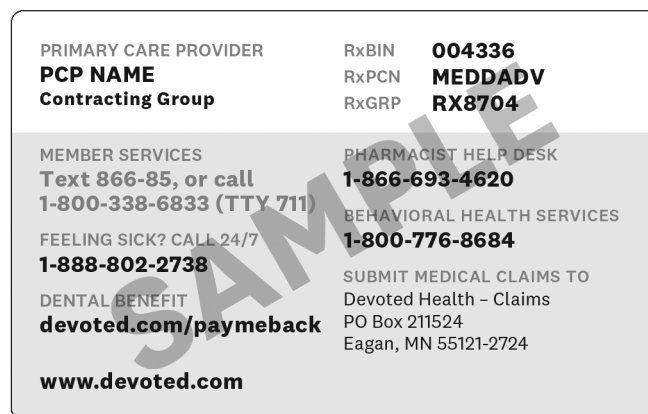 PRIMARY CARE PROVIDER
PCP NAME
Contracting Group
RxBIN 004336
RxPCN MEDDADV
RxGRP RX8704
MEMBER SERVICES
Text 866-85, or call
1-800-338-6833 (TTY 711)
FEELING SICK? CALL 24/7
1-888-802-2738
DENTAL BENEFIT
devoted.com/paymeback
www.devoted.com
PHARMACIST HELP DESK
1-866-693-4620
BEHAVIORAL HEALTH SERVICES
1-800-776-8684
SUBMIT MEDICAL CLAIMS TO
Devoted Health – Claims
PO Box 211524
Eagan, MN 55121-2724
SAMPLE